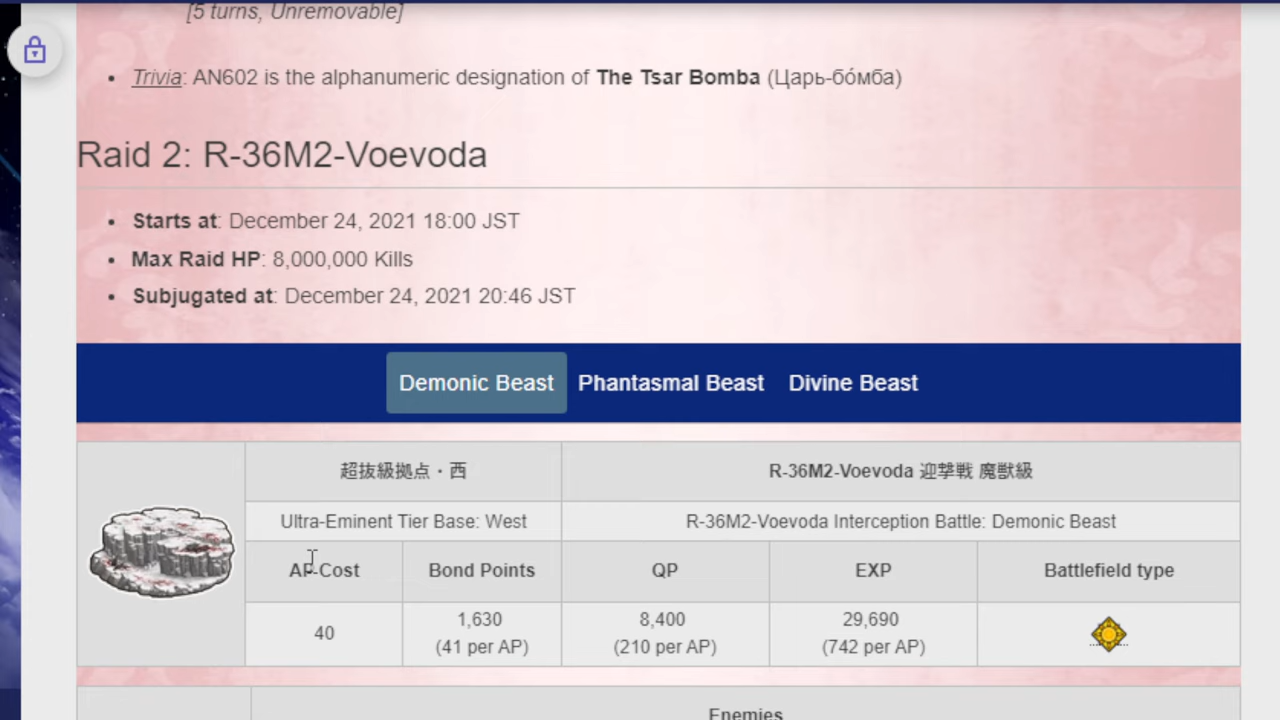 [5 turns, Unremovable]
• Trivia: AN602 is the alphanumeric designation of The Tsar Bomba (Царь-бо́мба)
Raid 2: R-36M2-Voevoda
• Starts at: December 24, 2021 18:00 JST
• Max Raid HP: 8,000,000 Kills
• Subjugated at: December 24, 2021 20:46 JST
Demonic Beast Phantasmal Beast Divine Beast
超抜級拠点・西 R-36M2-Voevoda 迎撃戦 魔獣級
Ultra-Eminent Tier Base: West R-36M2-Voevoda Interception Battle: Demonic Beast
AP-Cost Bond Points QP EXP Battlefield type
40 1,630 8,400 29,690
(41 per AP) (210 per AP) (742 per AP)
Enemies